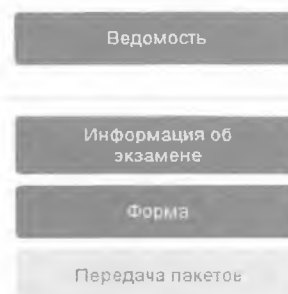 Ведомость
Информация об
экзамене
Форма
Передача пакетов